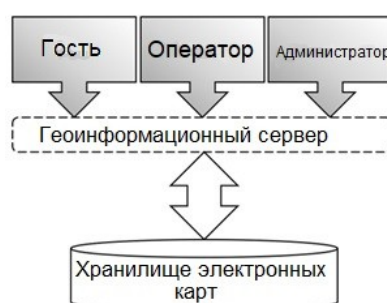 Гость
Оператор
Администратор
Геоинформационный сервер
Хранилище электронных
карт